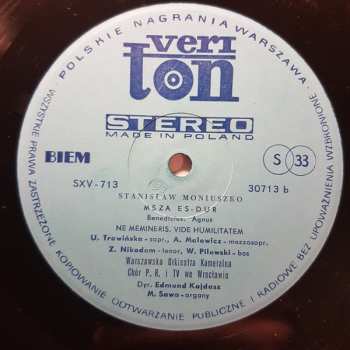 POLSKIE NAGRANIA WARSZAWA
WSZYSTKIE PRAWA ZASTRZEŻONE KOPIOWANIE ODTWARZANIE PUBLICZNE I RADIOWE BEZ UPOWAŻNIENIA WZBRONIONE
veriton
STEREO
MADE IN POLAND
BIEM
S 33
SXV-713
30713 b
STANISŁAW MONIUSZKO
MSZA ES-DUR
Benedictus. Agnus
NE MEMINERIS, VIDE HUMILITATEM
U. Trawińska - sopr., A. Malewicz - mezzosopr.
Z. Nikodem - tenor, W. Pilewski - bas
Warszawska Orkiestra Kameralna
Chór P. R. i TV we Wrocławiu
Dyr. Edmund Kajdasz
M. Sawa - organy